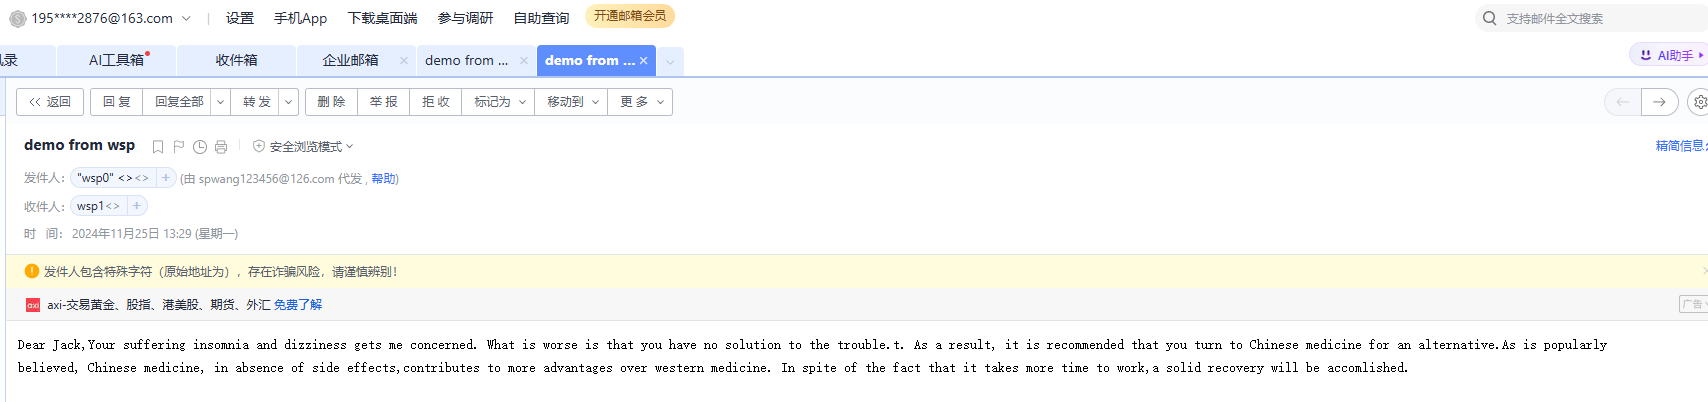 195****2876@163.com 设置 手机App 下载桌面端 参与调研 自助查询 开通邮箱会员 支持邮件全文搜索
录 AI工具箱 收件箱 企业邮箱 demo from ... demo from ... AI助手
返回 回复 回复全部 转发 删除 举报 拒收 标记为 移动到 更多
demo from wsp 安全浏览模式 精简信息
发件人: "wsp0" <><> + (由 spwang123456@126.com 代发 , 帮助)
收件人: wsp1<> +
时 间: 2024年11月25日 13:29 (星期一)
发件人包含特殊字符（原始地址为），存在诈骗风险，请谨慎辨别！
axi axi-交易黄金、股指、港美股、期货、外汇 免费了解 广告
Dear Jack,Your suffering insomnia and dizziness gets me concerned. What is worse is that you have no solution to the trouble.t. As a result, it is recommended that you turn to Chinese medicine for an alternative.As is popularly
believed, Chinese medicine, in absence of side effects,contributes to more advantages over western medicine. In spite of the fact that it takes more time to work,a solid recovery will be accomlished.